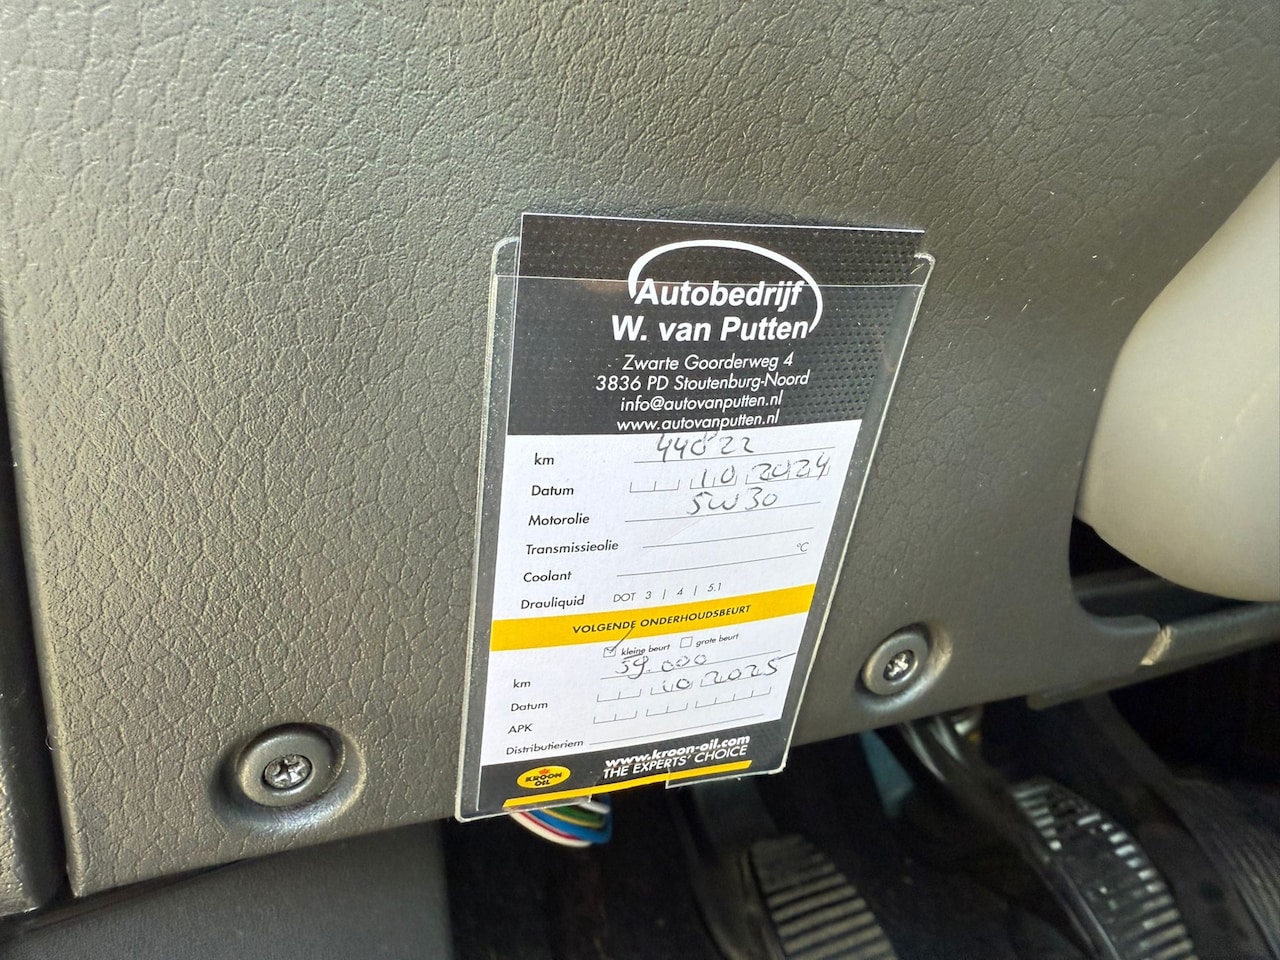 Autobedrijf
W. van Putten
Zwarte Goorderweg 4
3836 PD Stoutenburg-Noord
info@autovanputten.nl
www.autovanputten.nl
km 44022
Datum 10 2024
Motorolie 5W30
Transmissieolie
Coolant °C
Drauliquid DOT 3 | 4 | 5.1
VOLGENDE ONDERHOUDSBEURT
kleine beurt grote beurt
km 59.000
Datum 10 2025
APK
Distributieriem
KROON OIL
www.kroon-oil.com
THE EXPERTS' CHOICE